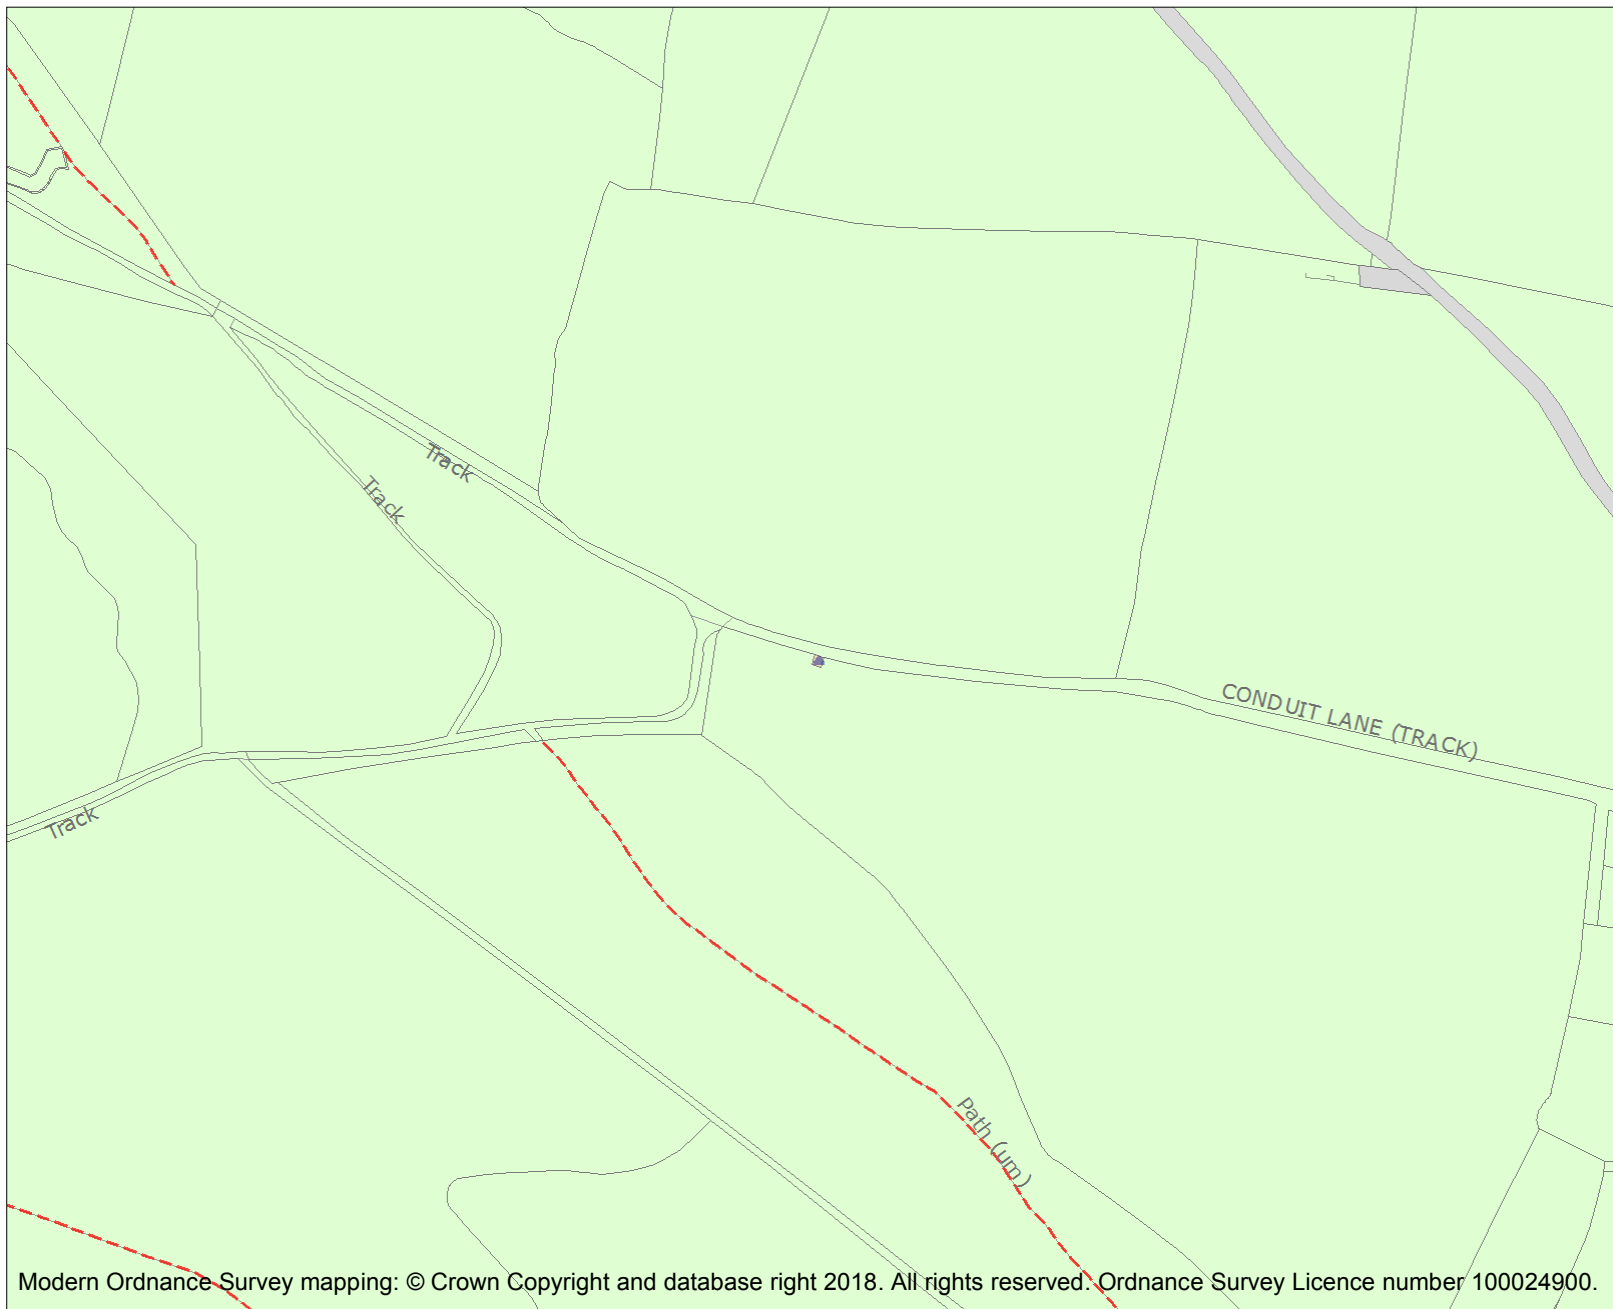 Track
Track
CONDUIT LANE (TRACK)
Track
Path (um)
Modern Ordnance Survey mapping: © Crown Copyright and database right 2018. All rights reserved. Ordnance Survey Licence number 100024900.